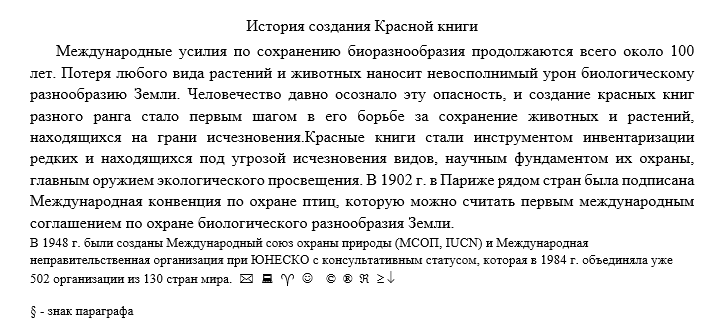 История создания Красной книги
Международные усилия по сохранению биоразнообразия продолжаются всего около 100
лет. Потеря любого вида растений и животных наносит невосполнимый урон биологическому
разнообразию Земли. Человечество давно осознало эту опасность, и создание красных книг
разного ранга стало первым шагом в его борьбе за сохранение животных и растений,
находящихся на грани исчезновения.Красные книги стали инструментом инвентаризации
редких и находящихся под угрозой исчезновения видов, научным фундаментом их охраны,
главным оружием экологического просвещения. В 1902 г. в Париже рядом стран была подписана
Международная конвенция по охране птиц, которую можно считать первым международным
соглашением по охране биологического разнообразия Земли.
В 1948 г. были созданы Международный союз охраны природы (МСОП, IUCN) и Международная
неправительственная организация при ЮНЕСКО с консультативным статусом, которая в 1984 г. объединяла уже
502 организации из 130 стран мира. ✉ 💻 ♈ ☺ © ® ℜ ≥ ↓
§ - знак параграфа